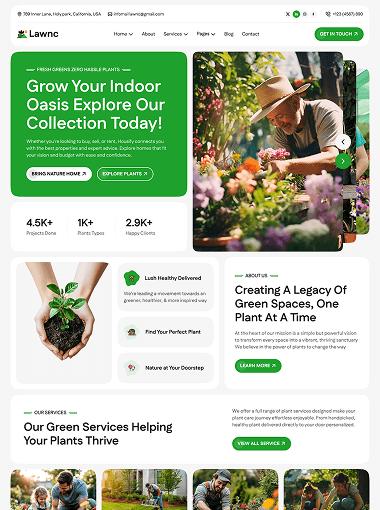 789 Inner Lane, Holy park, California, USA
infomaillawnc@gmail.com
+123 (4567) 890
Lawnc
Home
About
Services
Pages
Blog
Contact
GET IN TOUCH
FRESH GREENS ZERO HASSLE PLANTS
Grow Your Indoor
Oasis Explore Our
Collection Today!
Whether you're looking to buy, sell, or rent, Housify connects you
with the best properties and expert advice. Explore homes that fit
your vision and budget with ease and confidence.
BRING NATURE HOME
EXPLORE PLANTS
4.5K+
1K+
2.9K+
Projects Done
Plants Types
Happy Clients
Lush Healthy Delivered
We're leading a movement towards an
greener, healthier, & more inspired way
Find Your Perfect Plant
Nature at Your Doorstep
ABOUT US
Creating A Legacy Of
Green Spaces, One
Plant At A Time
At the heart of our mission is a simple but powerful vision
to transform every space into a vibrant, thriving sanctuary
We believe in the power of plants to change the way
LEARN MORE
OUR SERVICES
Our Green Services Helping
Your Plants Thrive
We offer a full range of plant services designed make your
plant care journey effortless enjoyable. From handpicked,
healthy plant delivered directly to your door personalized.
VIEW ALL SERVICE